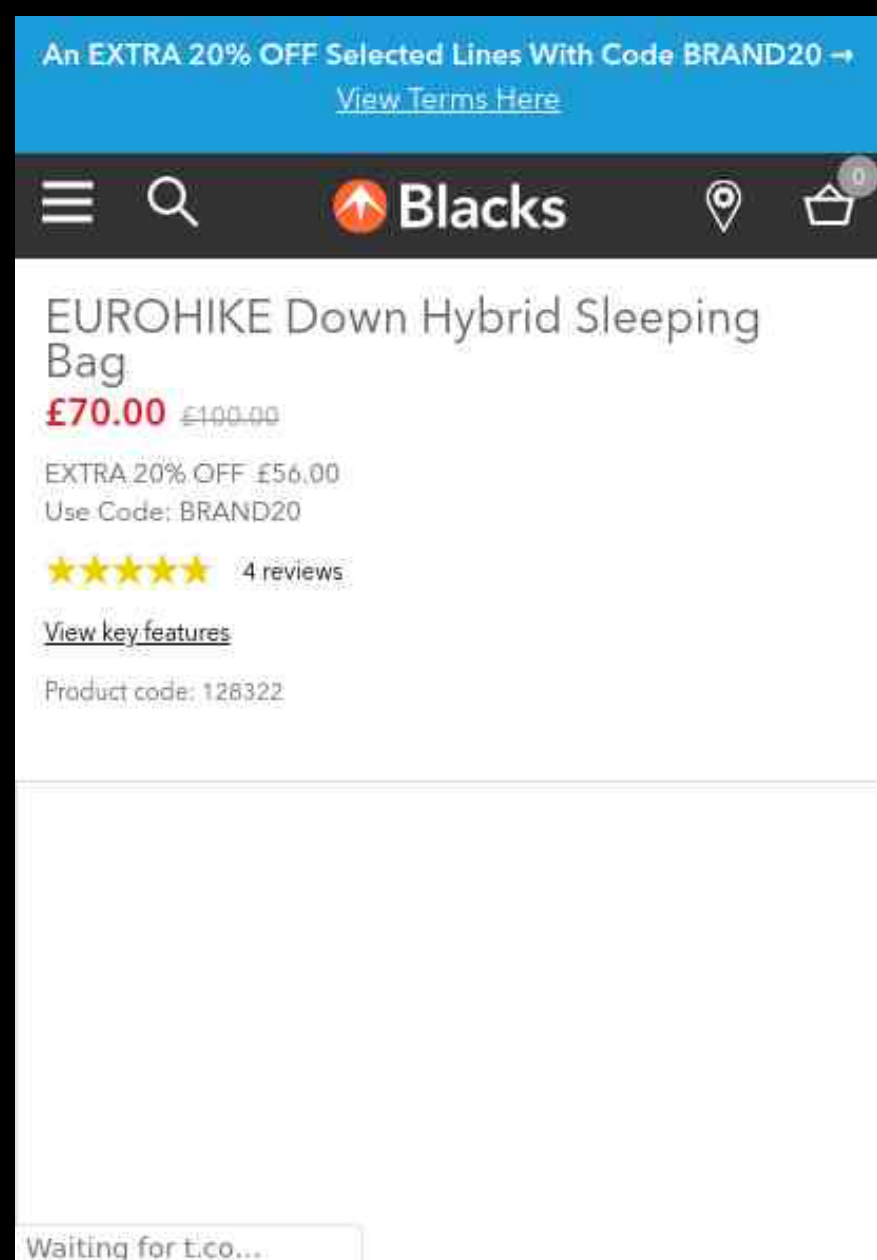 An EXTRA 20% OFF Selected Lines With Code BRAND20 →
View Terms Here
0
Blacks
EUROHIKE Down Hybrid Sleeping
Bag
£70.00 £100.00
EXTRA 20% OFF £56.00
Use Code: BRAND20
4 reviews
View key features
Product code: 128322
Waiting for t.co...